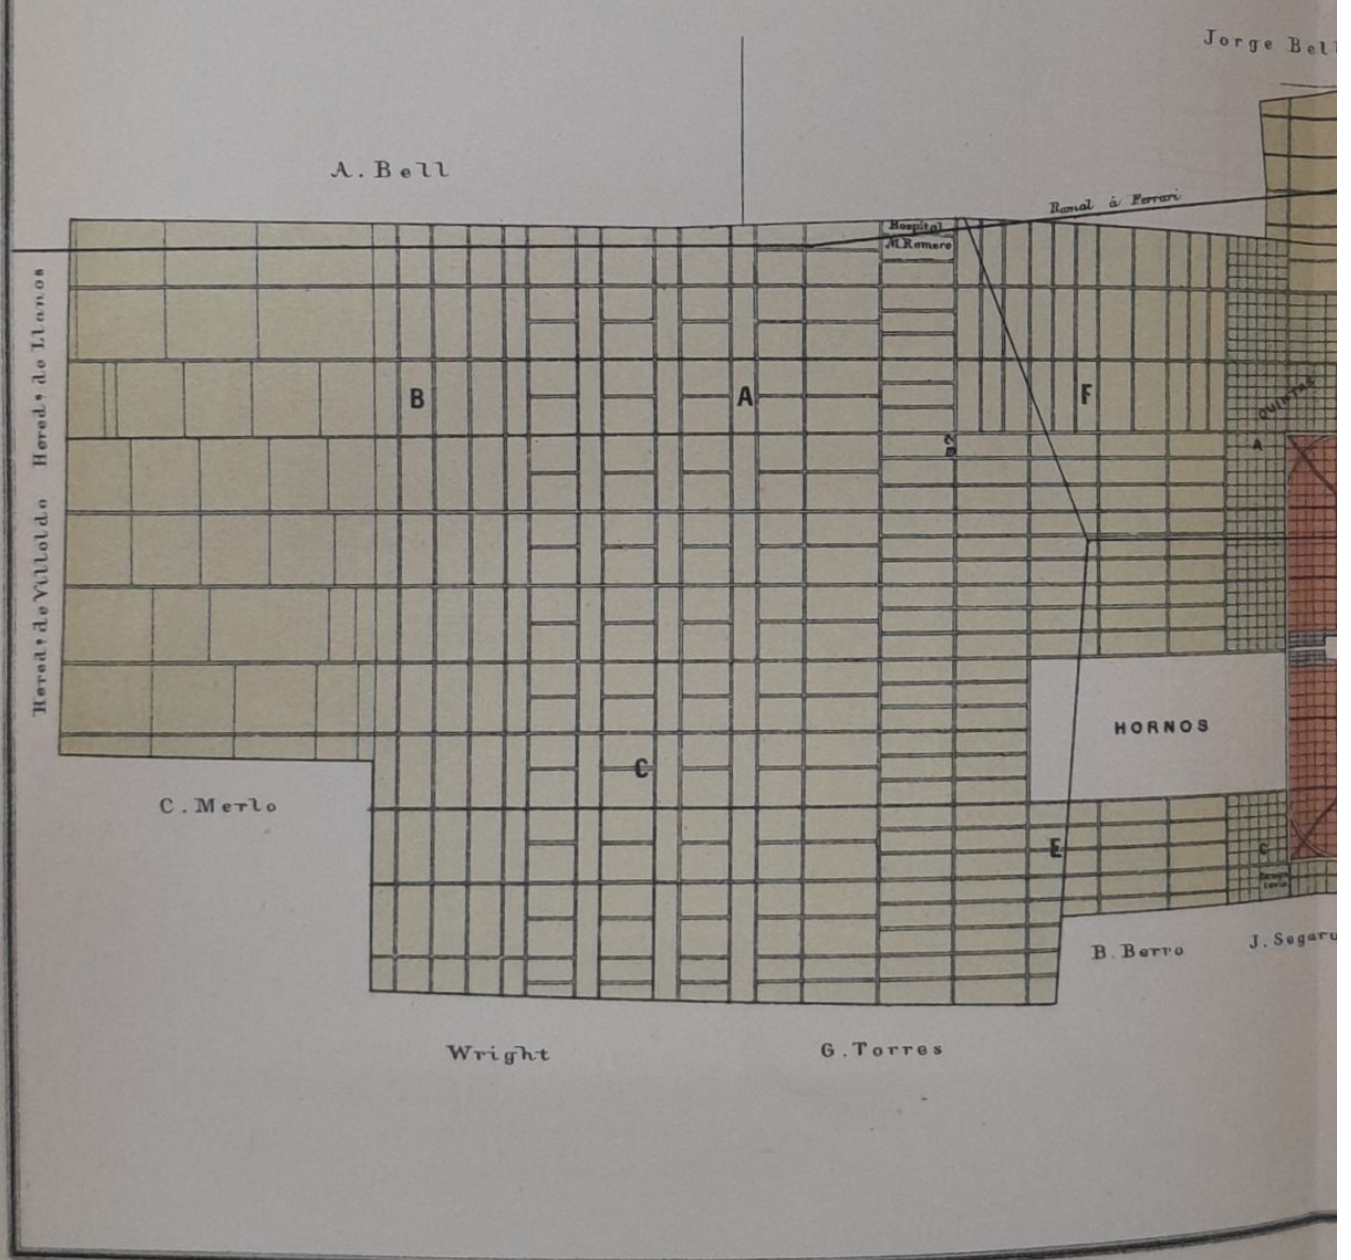 Jorge Bell
A. Bell
Ramal á Ferrari
Hospital
M. Romero
Hered.s de Llanos
Hered.s de Villoldo
B
A
F
QUINTAS
A
HORNOS
C
C. Merlo
E
C
B. Berro
J. Segaru
Wright
G. Torres